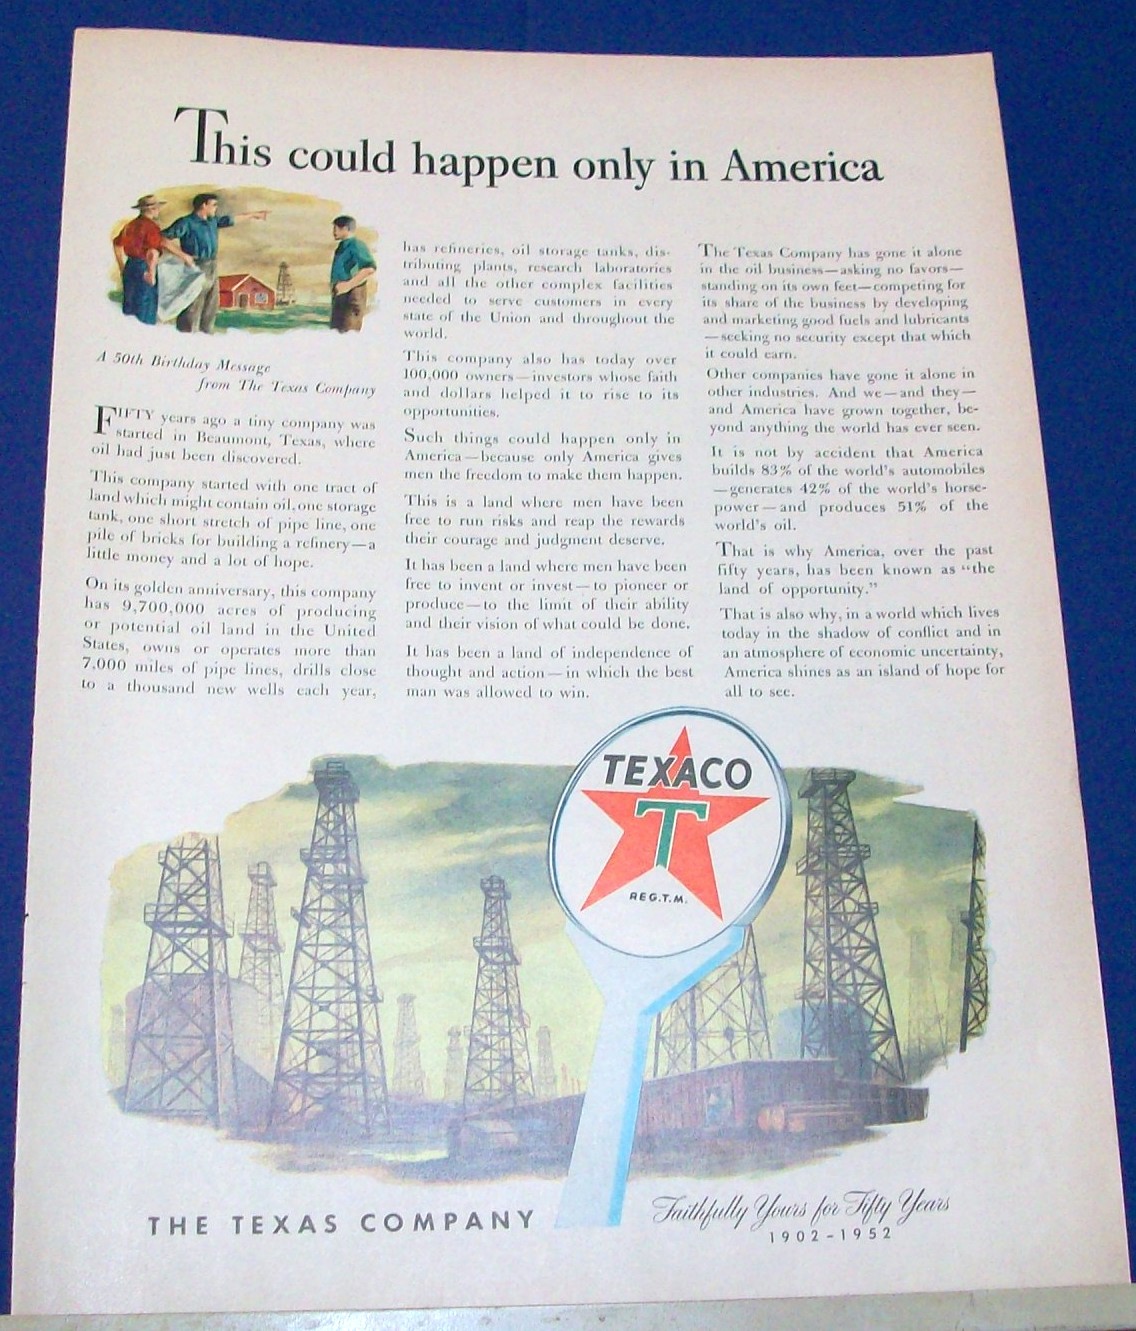 This could happen only in America
A 50th Birthday Message
from The Texas Company
FIFTY years ago a tiny company was
started in Beaumont, Texas, where
oil had just been discovered.
This company started with one tract of
land which might contain oil, one storage
tank, one short stretch of pipe line, one
pile of bricks for building a refinery—a
little money and a lot of hope.
On its golden anniversary, this company
has 9,700,000 acres of producing
or potential oil land in the United
States, owns or operates more than
7,000 miles of pipe lines, drills close
to a thousand new wells each year,
has refineries, oil storage tanks, dis-
tributing plants, research laboratories
and all the other complex facilities
needed to serve customers in every
state of the Union and throughout the
world.
This company also has today over
100,000 owners—investors whose faith
and dollars helped it to rise to its
opportunities.
Such things could happen only in
America—because only America gives
men the freedom to make them happen.
This is a land where men have been
free to run risks and reap the rewards
their courage and judgment deserve.
It has been a land where men have been
free to invent or invest—to pioneer or
produce—to the limit of their ability
and their vision of what could be done.
It has been a land of independence of
thought and action—in which the best
man was allowed to win.
The Texas Company has gone it alone
in the oil business—asking no favors—
standing on its own feet—competing for
its share of the business by developing
and marketing good fuels and lubricants
—seeking no security except that which
it could earn.
Other companies have gone it alone in
other industries. And we—and they—
and America have grown together, be-
yond anything the world has ever seen.
It is not by accident that America
builds 83% of the world's automobiles
—generates 42% of the world's horse-
power—and produces 51% of the
world's oil.
That is why America, over the past
fifty years, has been known as “the
land of opportunity.”
That is also why, in a world which lives
today in the shadow of conflict and in
an atmosphere of economic uncertainty,
America shines as an island of hope for
all to see.
TEXACO
T
REG. T.M.
THE TEXAS COMPANY
Faithfully Yours for Fifty Years
1902-1952